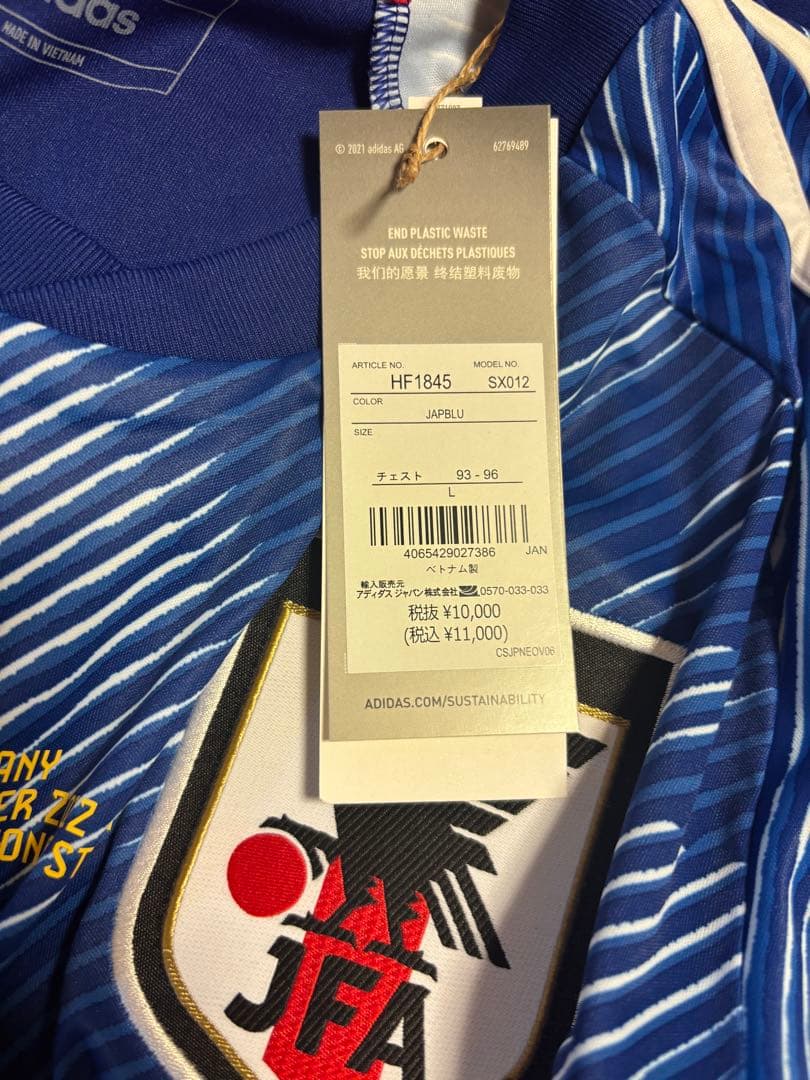 adidas
MADE IN VIETNAM
© 2021 adidas AG 62769489
END PLASTIC WASTE
STOP AUX DÉCHETS PLASTIQUES
我们的愿景 终结塑料废物
ARTICLE NO. MODEL NO.
HF1845 SX012
COLOR
JAPBLU
SIZE
チェスト 93 - 96
L
4065429027386 JAN
ベトナム製
輸入販売元
アディダス ジャパン株式会社 0570-033-033
税抜 ¥10,000
(税込 ¥11,000)
CSJPNEOV06
ADIDAS.COM/SUSTAINABILITY
JFA